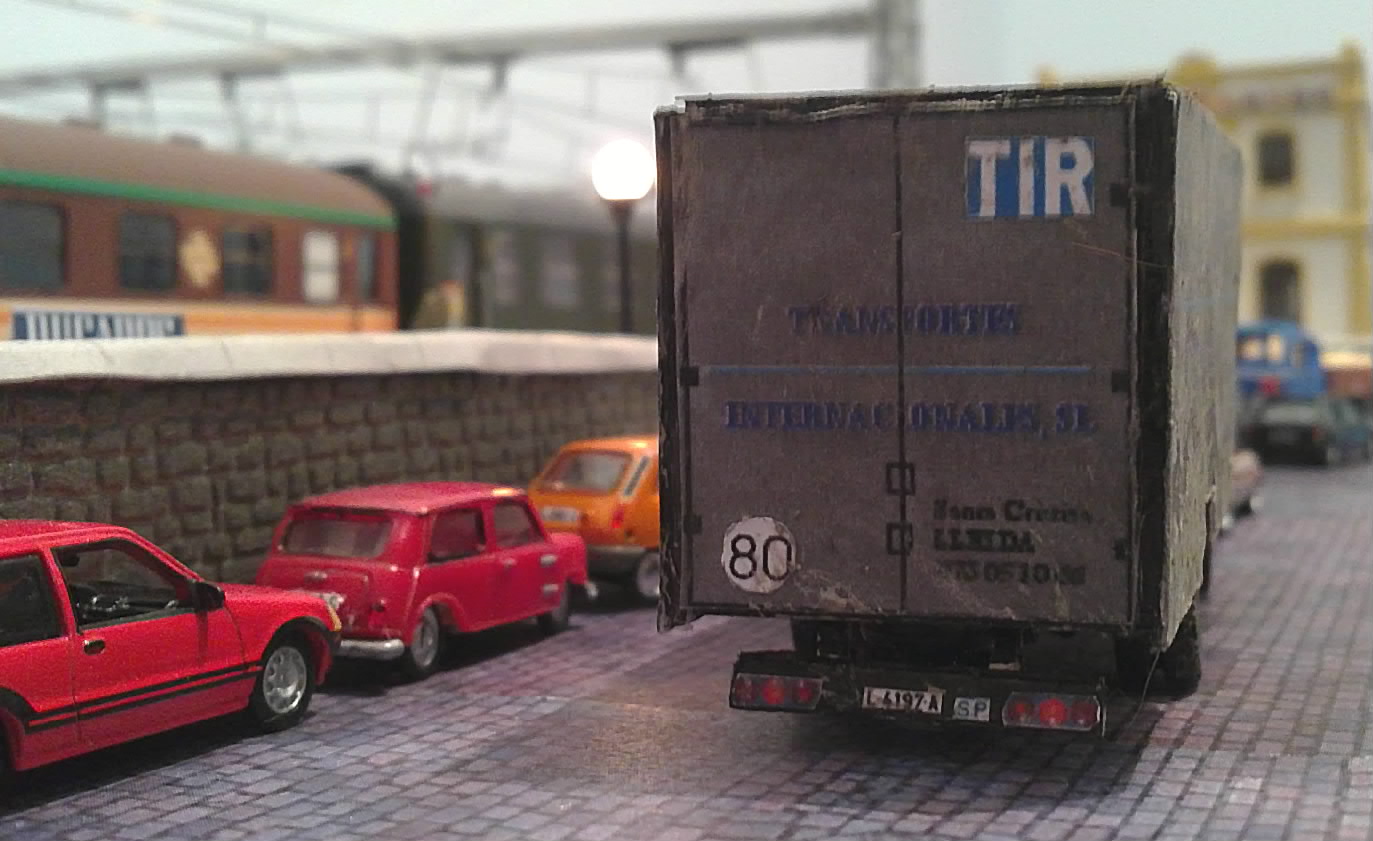 TIR
TRANSPORTES
INTERNACIONALES, SL
LLEIDA
80
L-6197-A
SP